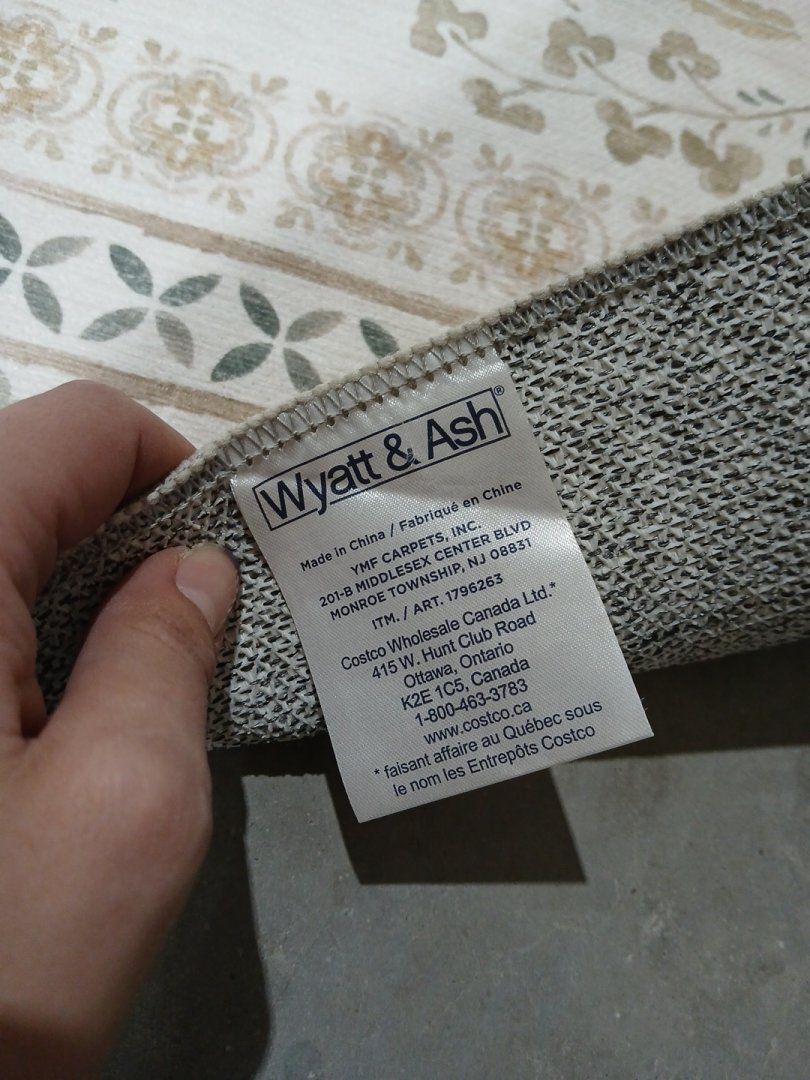 Wyatt & Ash®
Made in China / Fabriqué en Chine
YMF CARPETS, INC.
201-B MIDDLESEX CENTER BLVD
MONROE TOWNSHIP, NJ 08831
ITM. / ART. 1796263
Costco Wholesale Canada Ltd.*
415 W. Hunt Club Road
Ottawa, Ontario
K2E 1C5, Canada
1-800-463-3783
www.costco.ca
* faisant affaire au Québec sous
le nom les Entrepôts Costco